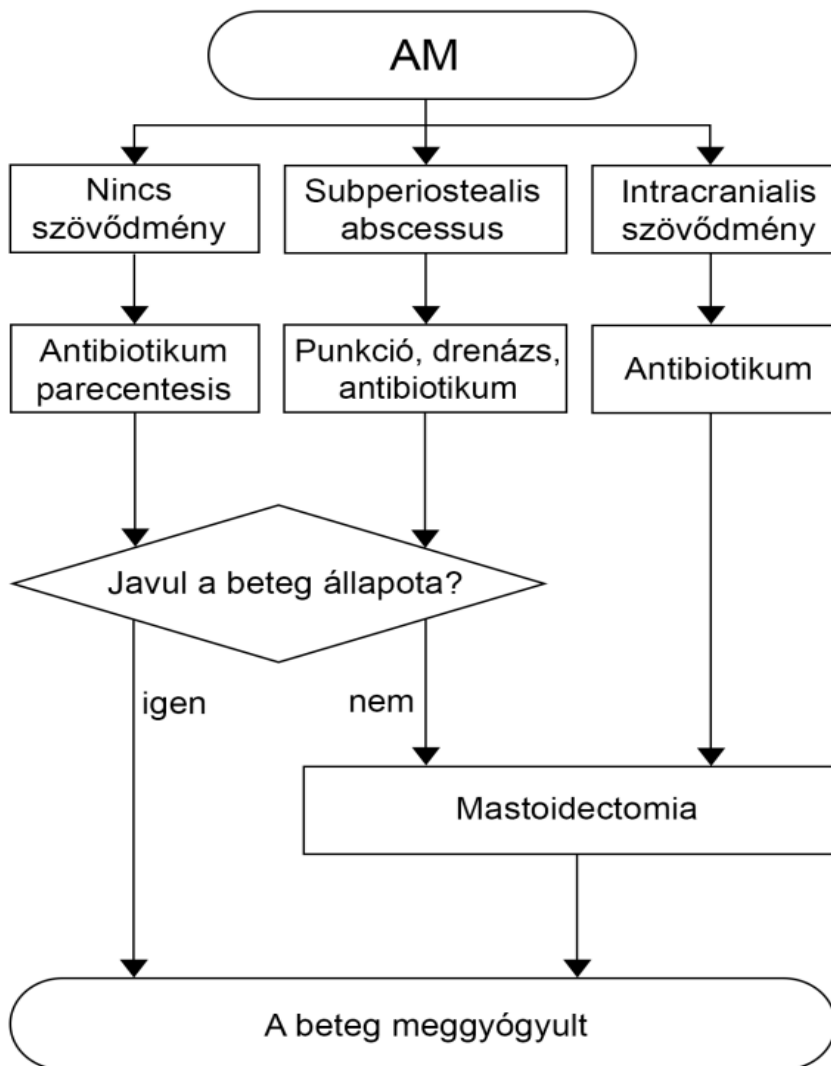 AM
Nincs
szövődmény
Subperiostealis
abscessus
Intracranialis
szövődmény
Antibiotikum
parecentesis
Punkció, drenázs,
antibiotikum
Antibiotikum
Javul a beteg állapota?
igen
nem
Mastoidectomia
A beteg meggyógyult